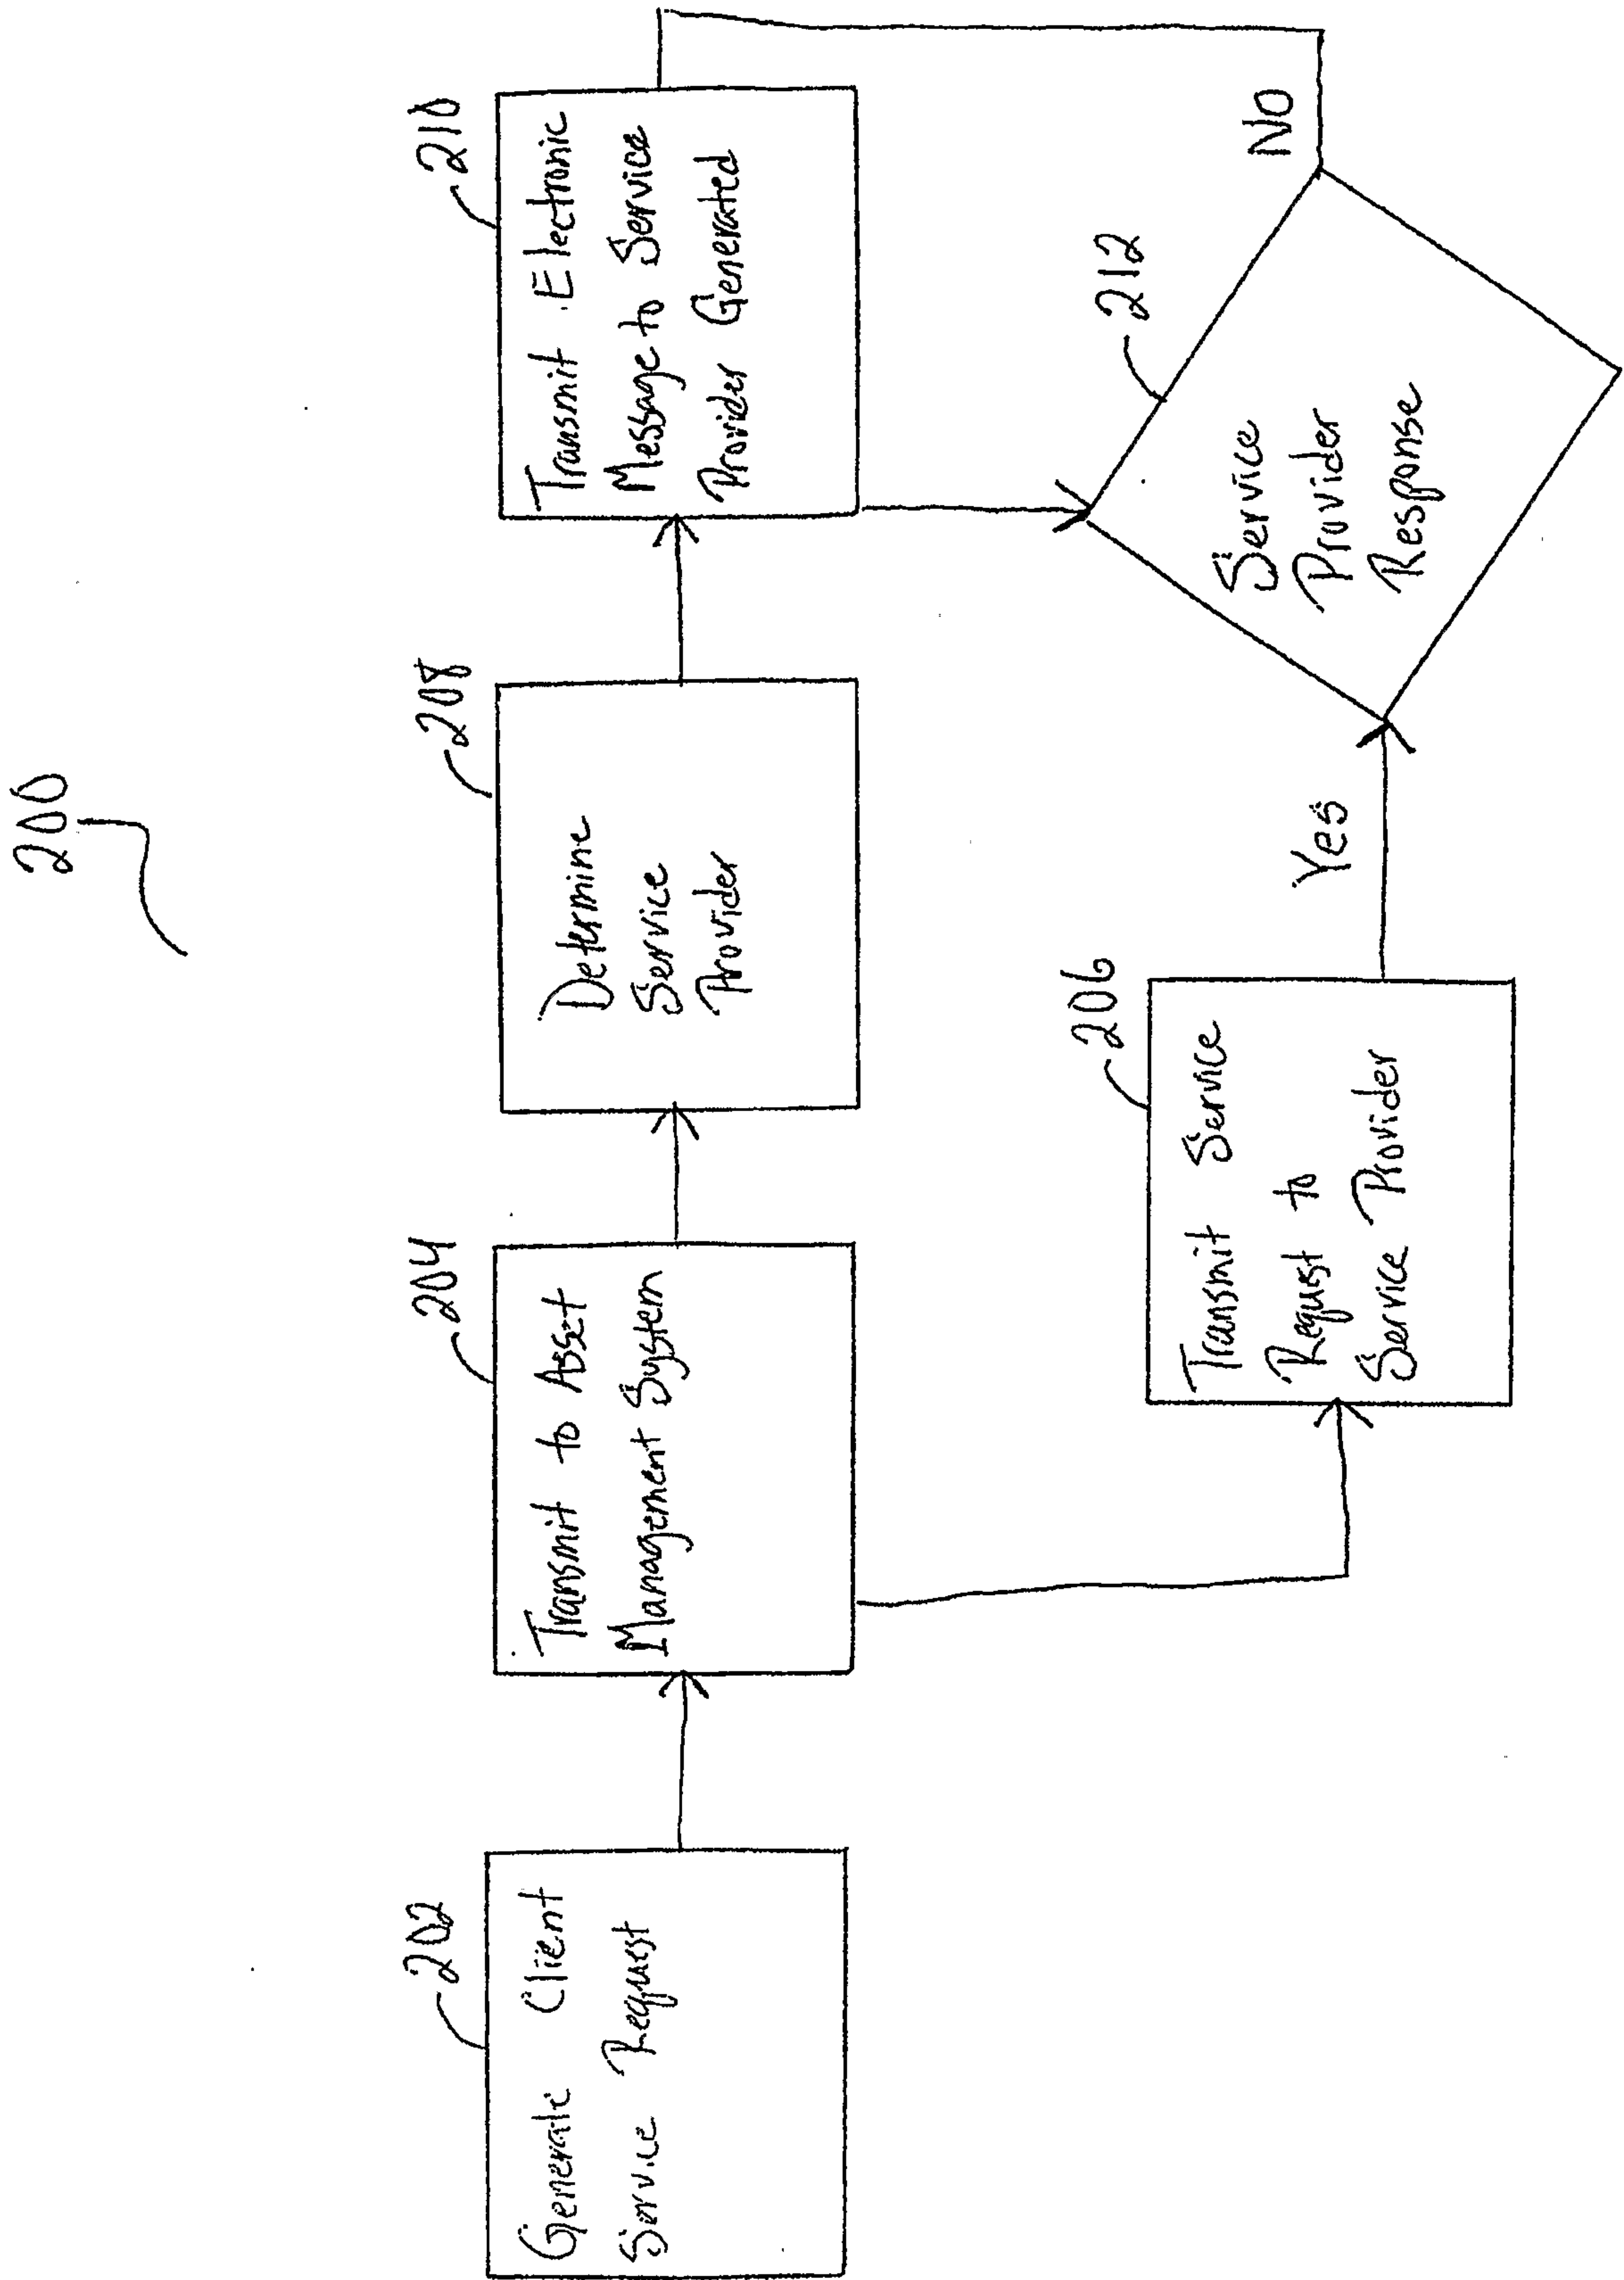 200
202
Generate Client
Service Request
204
Transmit to Asset
Management System
208
Determine
Service
Provider
210
Transmit Electronic
Message to Service
Provider Generated
206
Transmit Service
Request to
Service Provider
Yes
212
Service
Provider
Response
NO